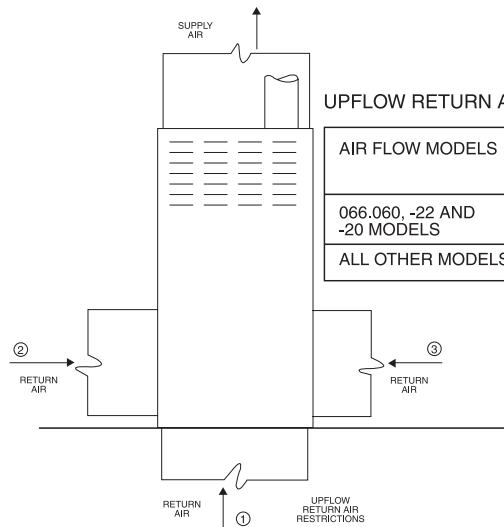 SUPPLY
AIR
UPFLOW RETURN A
AIR FLOW MODELS
066.060, -22 AND
-20 MODELS
ALL OTHER MODELS
②
RETURN
AIR
③
RETURN
AIR
RETURN
AIR
①
UPFLOW
RETURN AIR
RESTRICTIONS